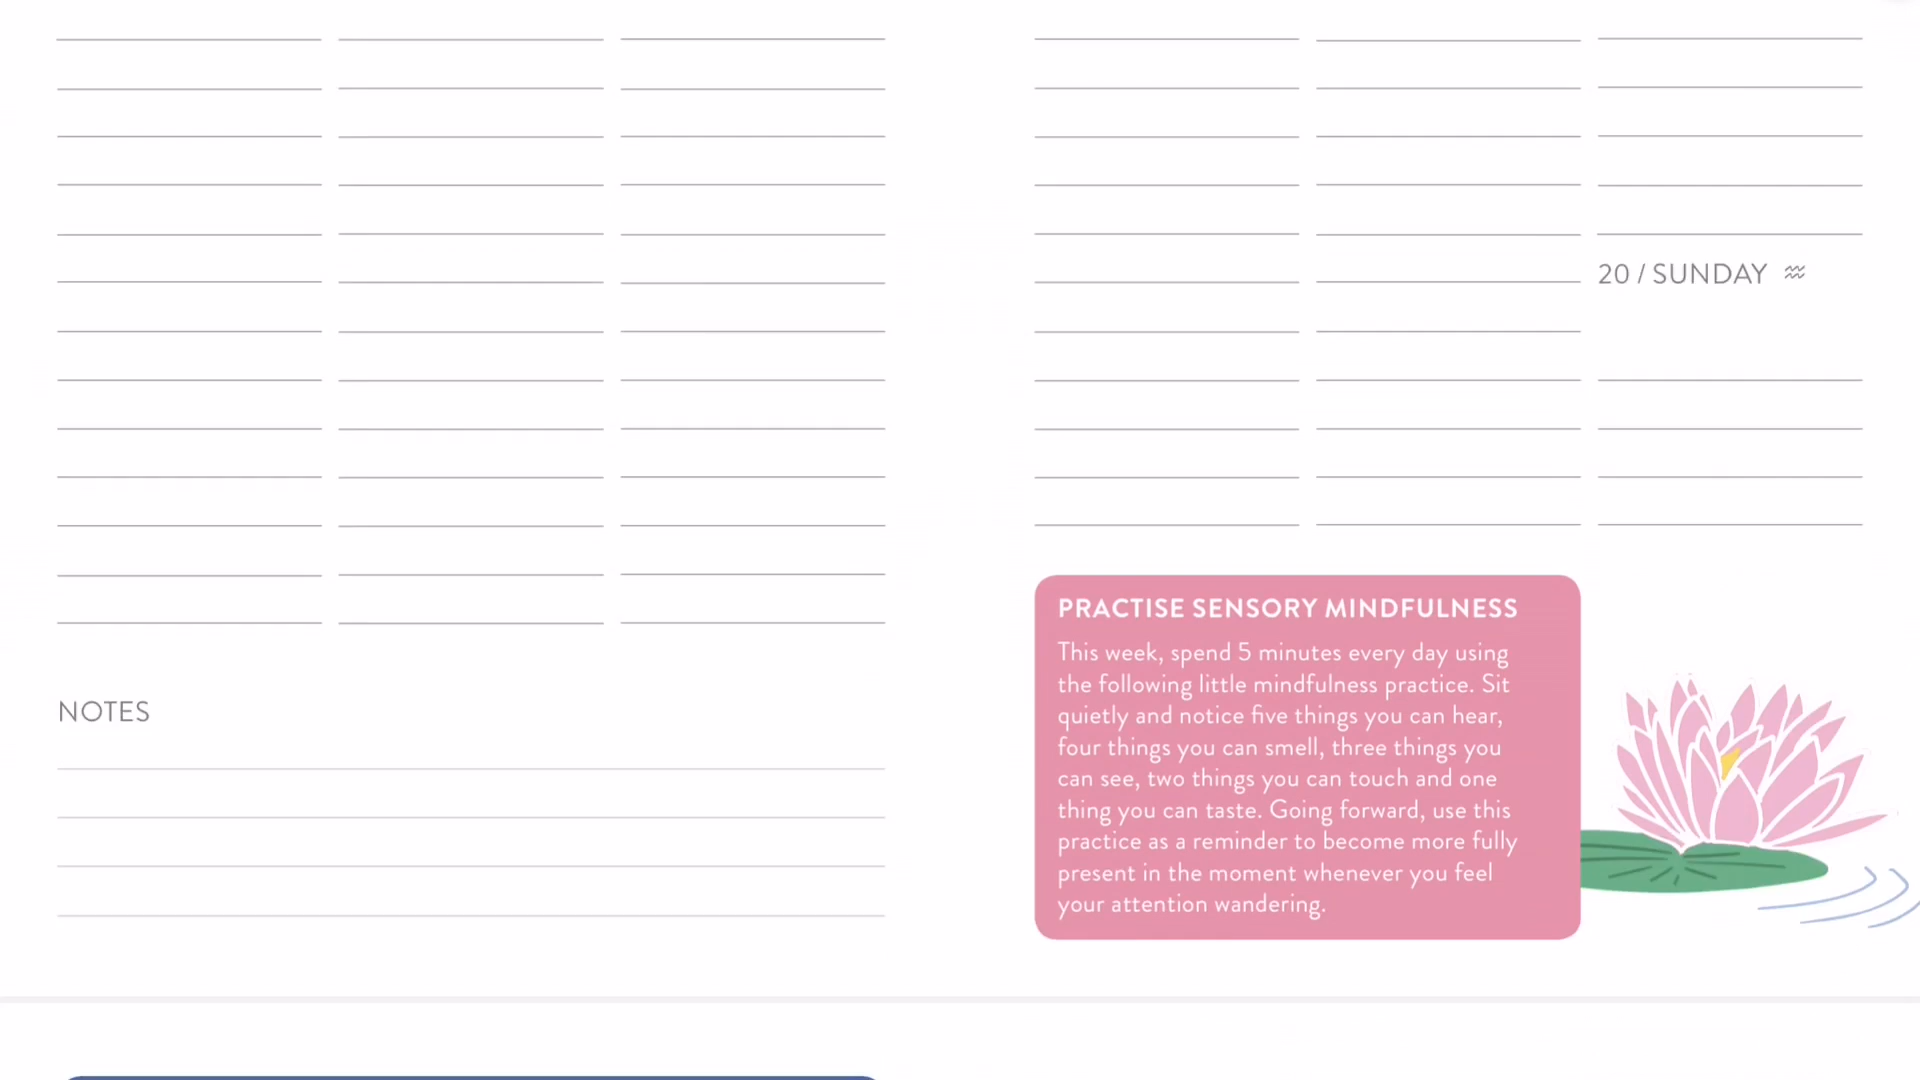 20 / SUNDAY ♒
NOTES
PRACTISE SENSORY MINDFULNESS
This week, spend 5 minutes every day using
the following little mindfulness practice. Sit
quietly and notice five things you can hear,
four things you can smell, three things you
can see, two things you can touch and one
thing you can taste. Going forward, use this
practice as a reminder to become more fully
present in the moment whenever you feel
your attention wandering.